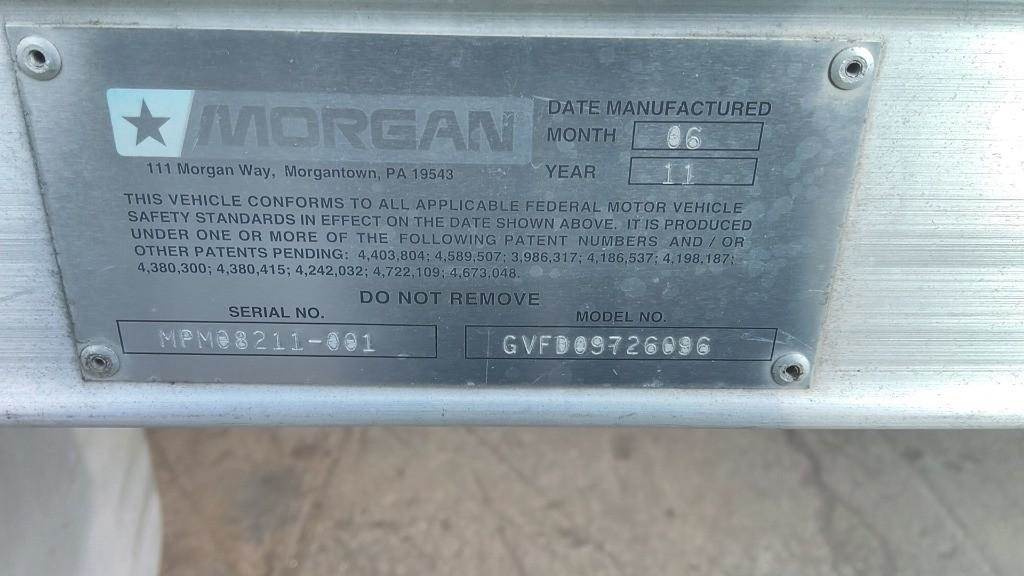 MORGAN
111 Morgan Way, Morgantown, PA 19543
DATE MANUFACTURED
MONTH 06
YEAR 11
THIS VEHICLE CONFORMS TO ALL APPLICABLE FEDERAL MOTOR VEHICLE
SAFETY STANDARDS IN EFFECT ON THE DATE SHOWN ABOVE. IT IS PRODUCED
UNDER ONE OR MORE OF THE FOLLOWING PATENT NUMBERS AND / OR
OTHER PATENTS PENDING: 4,403,804; 4,589,507; 3,986,317; 4,186,537; 4,198,187;
4,380,300; 4,380,415; 4,242,032; 4,722,109; 4,673,048.
DO NOT REMOVE
SERIAL NO.
MPM08211-001
MODEL NO.
GVFD09726096